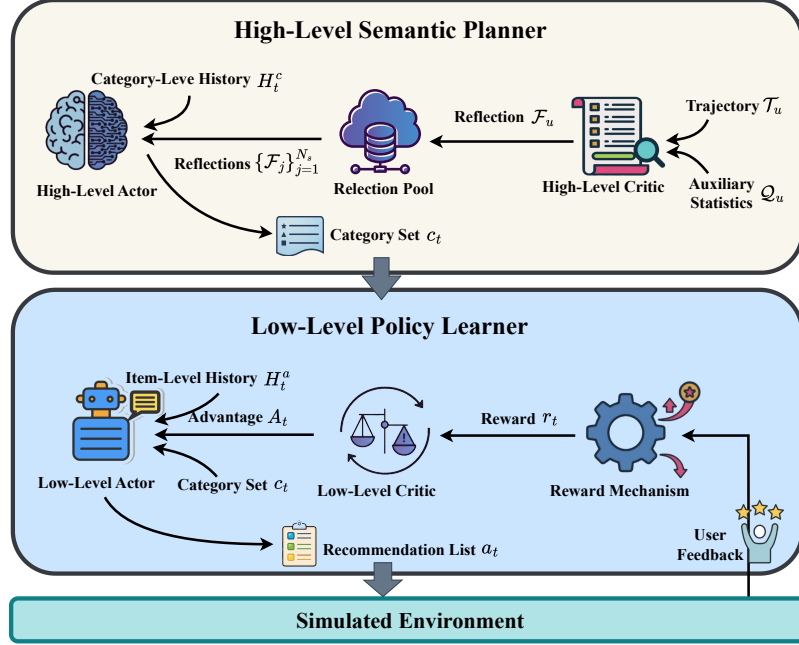 High-Level Semantic Planner
Category-Leve History $H_t^c$
Reflection $\mathcal{F}_u$
Trajectory $\mathcal{T}_u$
Reflections $\{\mathcal{F}_j\}_{j=1}^{N_s}$
High-Level Actor
Relection Pool
High-Level Critic
Auxiliary
Statistics $\mathcal{Q}_u$
Category Set $c_t$
Low-Level Policy Learner
Item-Level History $H_t^a$
Advantage $A_t$
Reward $r_t$
Low-Level Actor
Category Set $c_t$
Low-Level Critic
Reward Mechanism
User
Feedback
Recommendation List $a_t$
Simulated Environment